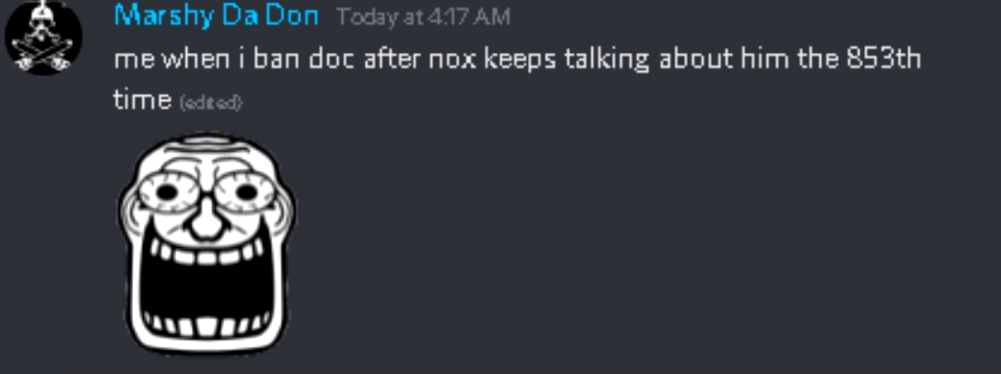 Marshy Da Don Today at 4:17 AM
me when i ban doc after nox keeps talking about him the 853th
time (edited)